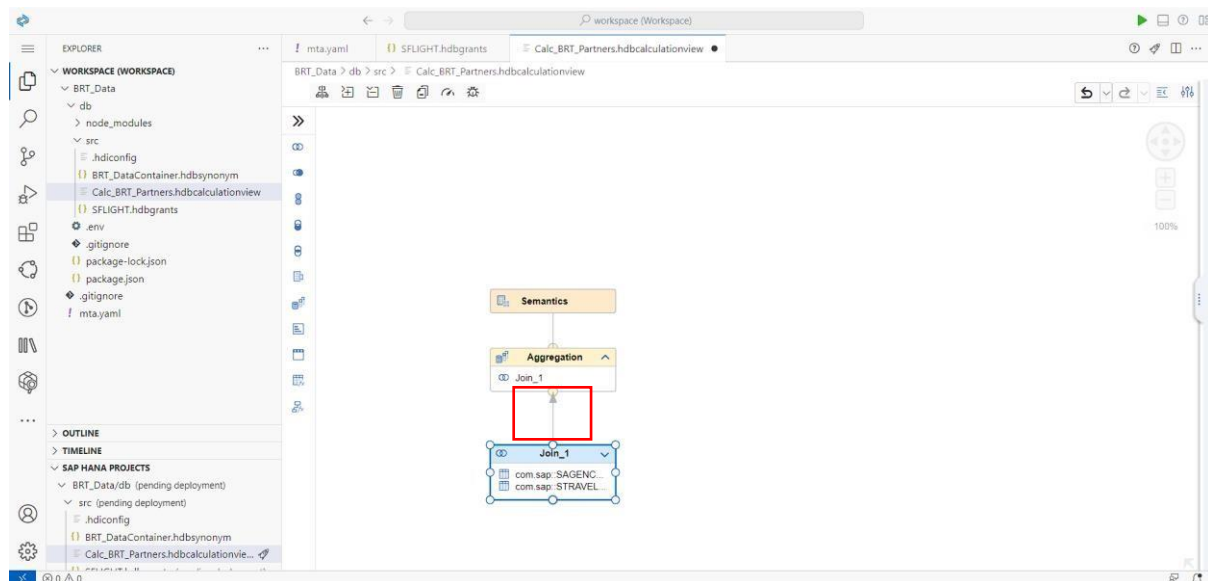 workspace (Workspace)
EXPLORER
! mta.yaml
{} SFLIGHT.hdbgrants
Calc_BRT_Partners.hdbcalculationview
WORKSPACE (WORKSPACE)
BRT_Data > db > src > Calc_BRT_Partners.hdbcalculationview
BRT_Data
db
node_modules
src
.hdiconfig
{} BRT_DataContainer.hdbsynonym
Calc_BRT_Partners.hdbcalculationview
{} SFLIGHT.hdbgrants
.env
.gitignore
{} package-lock.json
{} package.json
.gitignore
! mta.yaml
100%
Semantics
Aggregation
Join_1
Join_1
com.sap::SAGENC...
com.sap::STRAVEL...
OUTLINE
TIMELINE
SAP HANA PROJECTS
BRT_Data/db (pending deployment)
src (pending deployment)
.hdiconfig
{} BRT_DataContainer.hdbsynonym
Calc_BRT_Partners.hdbcalculationvie...
0 0